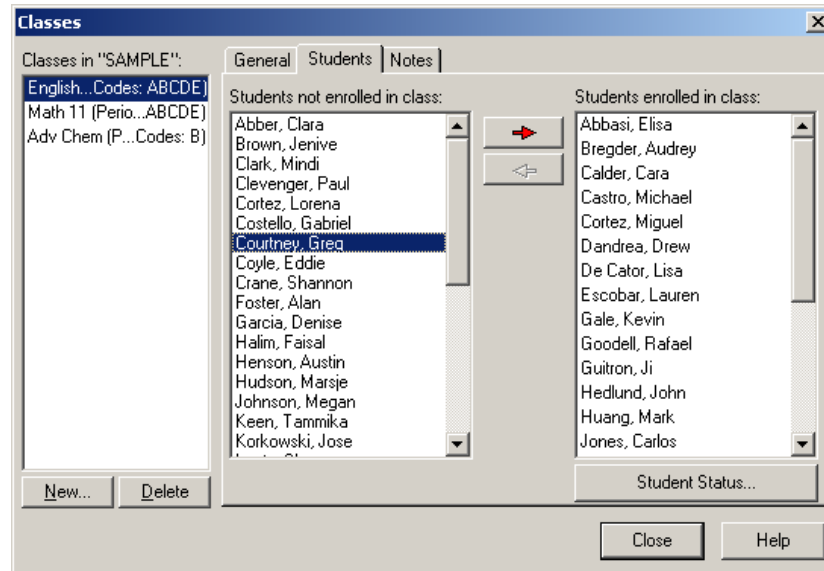 Classes
Classes in "SAMPLE":
English...Codes: ABCDE)
Math 11 (Perio...ABCDE)
Adv Chem (P...Codes: B)
New...
Delete
General
Students
Notes
Students not enrolled in class:
Abber, Clara
Brown, Jenive
Clark, Mindi
Clevenger, Paul
Cortez, Lorena
Costello, Gabriel
Courtney, Greg
Coyle, Eddie
Crane, Shannon
Foster, Alan
Garcia, Denise
Halim, Faisal
Henson, Austin
Hudson, Marsje
Johnson, Megan
Keen, Tammika
Korkowski, Jose
Students enrolled in class:
Abbasi, Elisa
Bregder, Audrey
Calder, Cara
Castro, Michael
Cortez, Miguel
Dandrea, Drew
De Cator, Lisa
Escobar, Lauren
Gale, Kevin
Goodell, Rafael
Guitron, Ji
Hedlund, John
Huang, Mark
Jones, Carlos
Student Status...
Close
Help